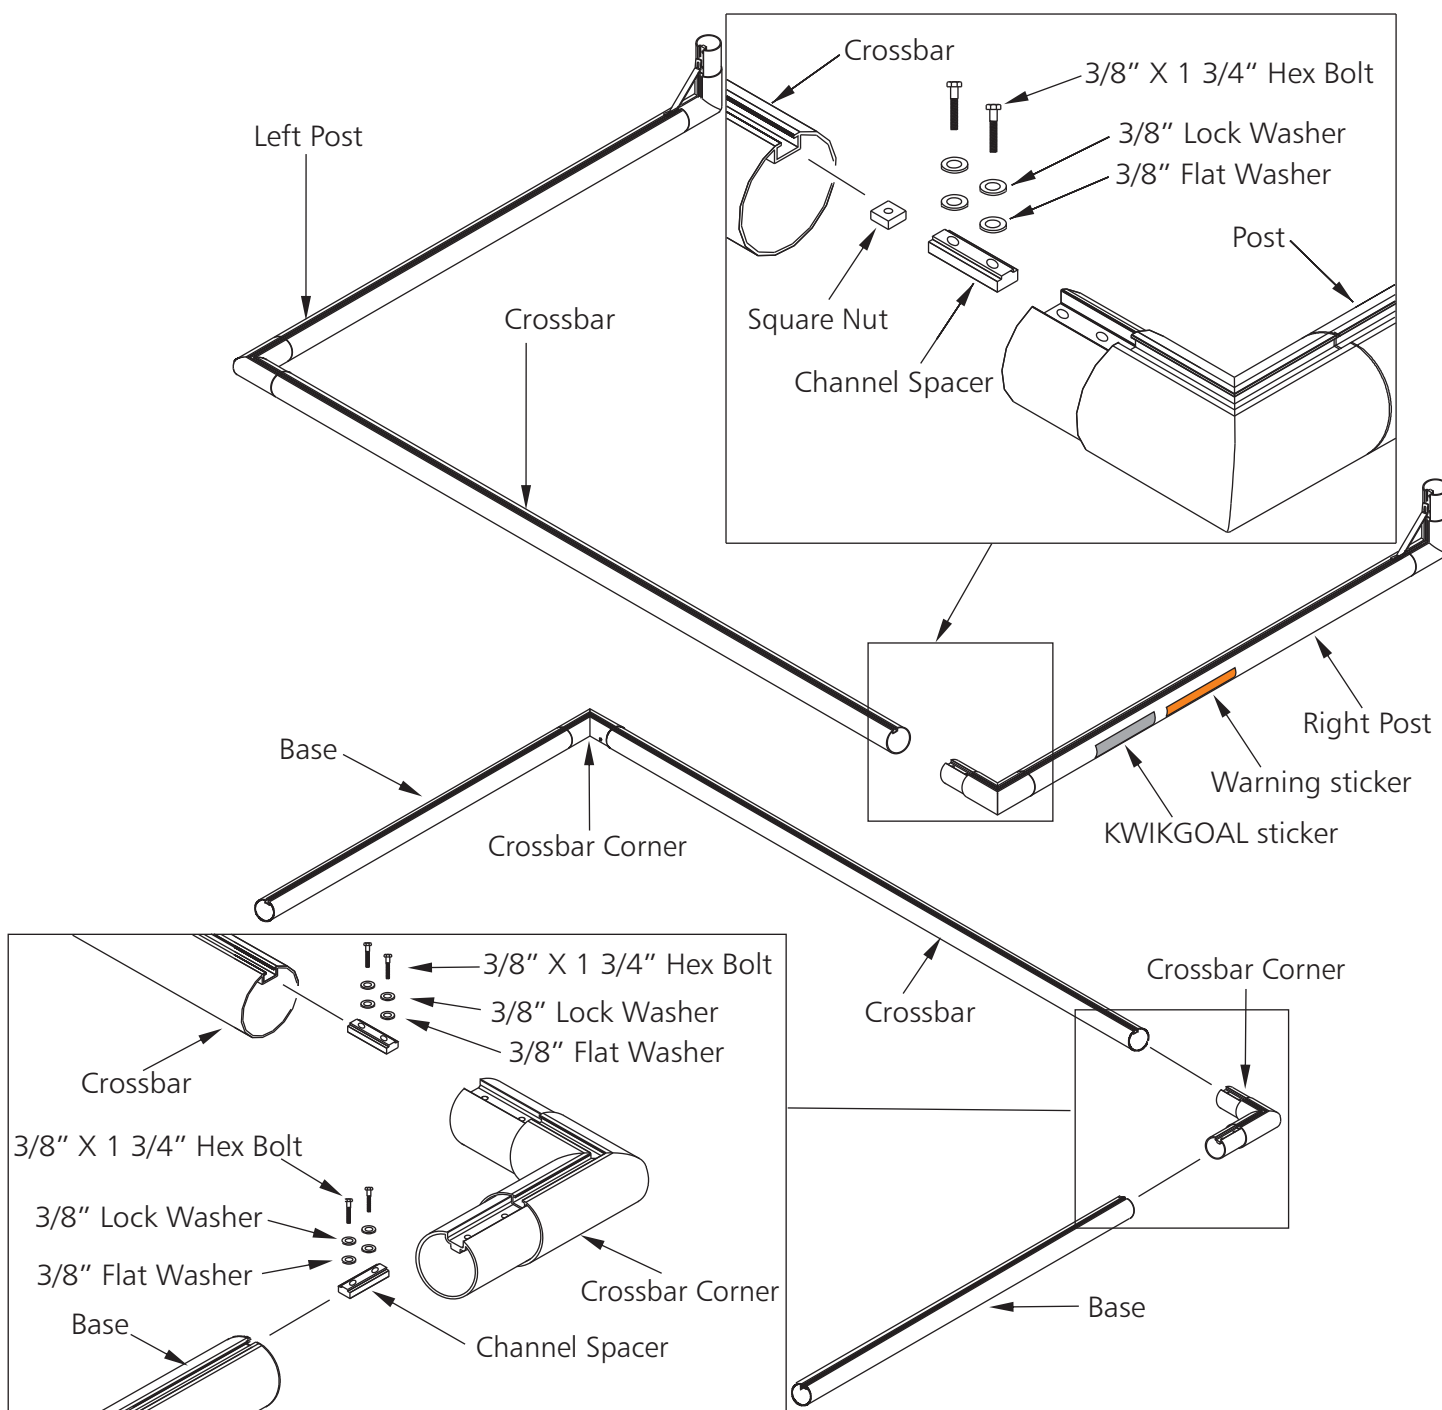 Crossbar
3/8” X 1 3/4“ Hex Bolt
Left Post
3/8” Lock Washer
3/8” Flat Washer
Post
Crossbar
Square Nut
Channel Spacer
Right Post
Base
Warning sticker
KWIKGOAL sticker
Crossbar Corner
3/8” X 1 3/4“ Hex Bolt
Crossbar Corner
3/8” Lock Washer
Crossbar
3/8” Flat Washer
Crossbar
3/8” X 1 3/4“ Hex Bolt
3/8” Lock Washer
3/8” Flat Washer
Crossbar Corner
Base
Base
Channel Spacer